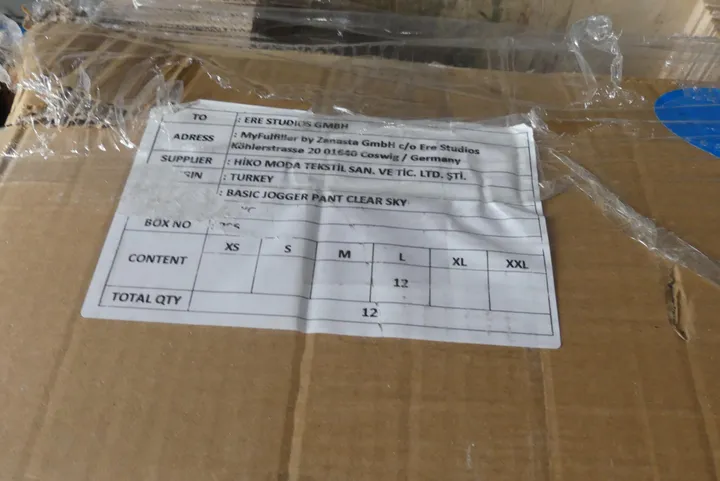 TO : ERE STUDIOS GMBH
ADRESS : MyFulfiller by Zenasta GmbH c/o Ere Studios
Köhlerstrasse 20 01640 Coswig / Germany
SUPPLIER : HİKO MODA TEKSTİL SAN. VE TİC. LTD. ŞTİ.
: TURKEY
: BASIC JOGGER PANT CLEAR SKY
BOX NO :
CONTENT XS S M L XL XXL
12
TOTAL QTY 12